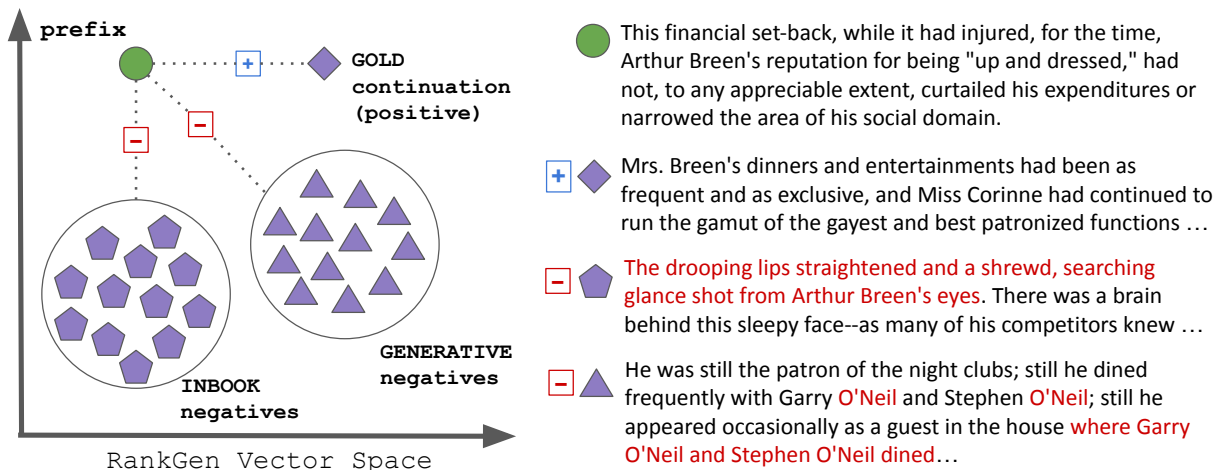 prefix
+
GOLD
continuation
(positive)
-
-
INBOOK
negatives
GENERATIVE
negatives
RankGen Vector Space
This financial set-back, while it had injured, for the time,
Arthur Breen's reputation for being "up and dressed," had
not, to any appreciable extent, curtailed his expenditures or
narrowed the area of his social domain.
+
Mrs. Breen's dinners and entertainments had been as
frequent and as exclusive, and Miss Corinne had continued to
run the gamut of the gayest and best patronized functions …
-
The drooping lips straightened and a shrewd, searching
glance shot from Arthur Breen's eyes. There was a brain
behind this sleepy face--as many of his competitors knew …
-
He was still the patron of the night clubs; still he dined
frequently with Garry O'Neil and Stephen O'Neil; still he
appeared occasionally as a guest in the house where Garry
O'Neil and Stephen O'Neil dined…